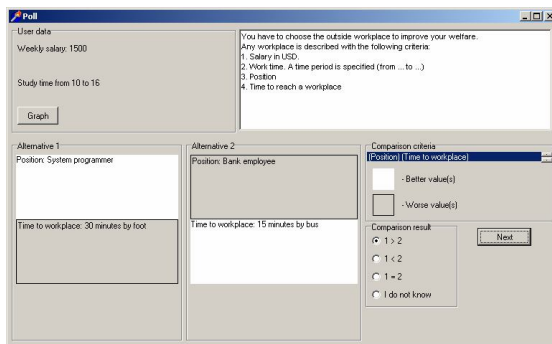 Poll
User data
Weekly salary: 1500
Study time from 10 to 16
Graph
You have to choose the outside workplace to improve your welfare.
Any workplace is described with the following criteria:
1. Salary in USD.
2. Work time. A time period is specified (from ... to ...)
3. Position
4. Time to reach a workplace
Alternative 1
Position: System programmer
Time to workplace: 30 minutes by foot
Alternative 2
Position: Bank employee
Time to workplace: 15 minutes by bus
Comparison criteria
(Position) (Time to workplace)
- Better value(s)
- Worse value(s)
Comparison result
1 > 2
1 < 2
1 = 2
I do not know
Next